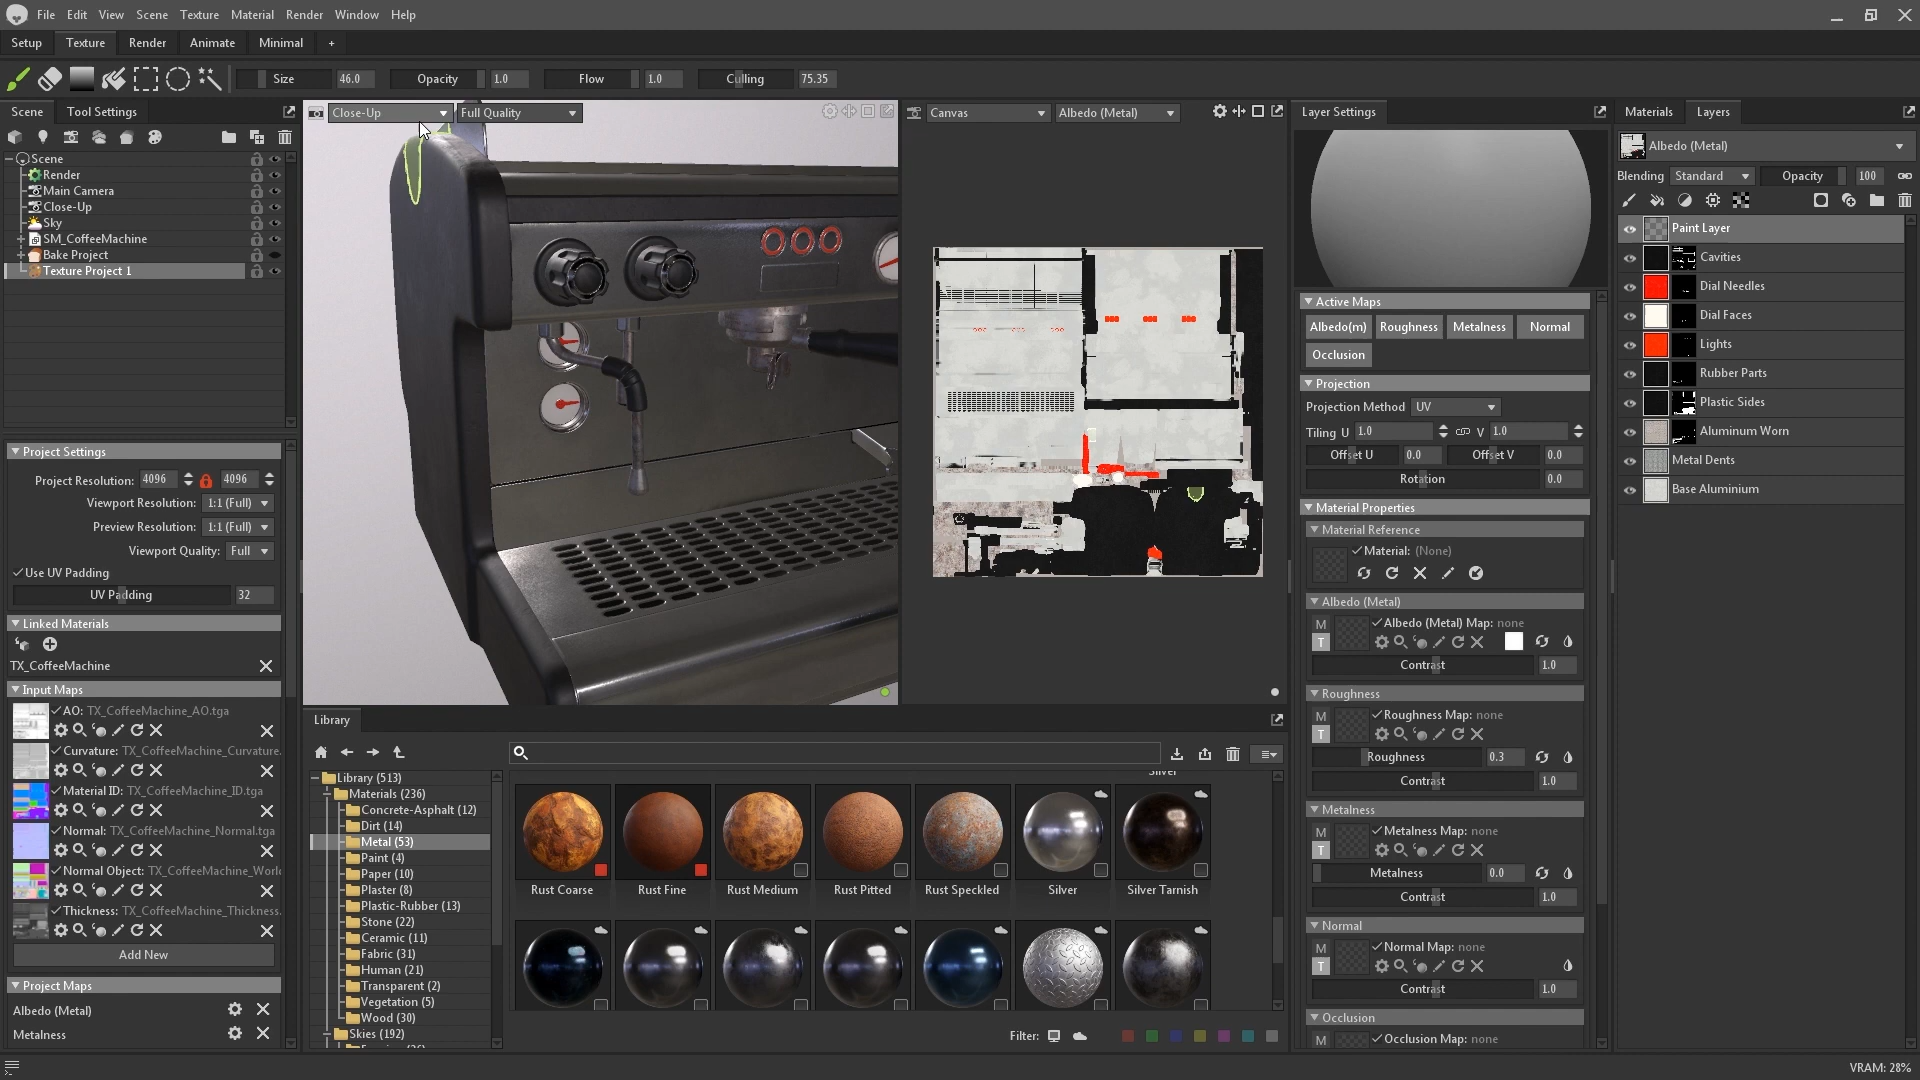 File Edit View Scene Texture Material Render Window Help
Setup Texture Render Animate Minimal +
Size 46.0 Opacity 1.0 Flow 1.0 Culling 75.35
Scene Tool Settings
Scene
Render
Main Camera
Close-Up
Sky
SM_CoffeeMachine
Bake Project
Texture Project 1
Project Settings
Project Resolution: 4096 4096
Viewport Resolution: 1:1 (Full)
Preview Resolution: 1:1 (Full)
Viewport Quality: Full
Use UV Padding
UV Padding 32
Linked Materials
TX_CoffeeMachine
Input Maps
AO: TX_CoffeeMachine_AO.tga
Curvature: TX_CoffeeMachine_Curvature.
Material ID: TX_CoffeeMachine_ID.tga
Normal: TX_CoffeeMachine_Normal.tga
Normal Object: TX_CoffeeMachine_World
Thickness: TX_CoffeeMachine_Thickness.
Add New
Project Maps
Albedo (Metal)
Metalness
Close-Up Full Quality
Canvas Albedo (Metal)
Library
Library (513)
Materials (236)
Concrete-Asphalt (12)
Dirt (14)
Metal (53)
Paint (4)
Paper (10)
Plaster (8)
Plastic-Rubber (13)
Stone (22)
Ceramic (11)
Fabric (31)
Human (21)
Transparent (2)
Vegetation (5)
Wood (30)
Skies (192)
Silver
Rust Coarse Rust Fine Rust Medium Rust Pitted Rust Speckled Silver Silver Tarnish
Filter:
Layer Settings
Active Maps
Albedo(m) Roughness Metalness Normal
Occlusion
Projection
Projection Method UV
Tiling U 1.0 V 1.0
Offset U 0.0 Offset V 0.0
Rotation 0.0
Material Properties
Material Reference
Material: (None)
Albedo (Metal)
M
T
Albedo (Metal) Map: none
Contrast 1.0
Roughness
M
T
Roughness Map: none
Roughness 0.3
Contrast 1.0
Metalness
M
T
Metalness Map: none
Metalness 0.0
Contrast 1.0
Normal
M
T
Normal Map: none
Contrast 1.0
Occlusion
M
Occlusion Map: none
Materials Layers
Albedo (Metal)
Blending Standard Opacity 100
Paint Layer
Cavities
Dial Needles
Dial Faces
Lights
Rubber Parts
Plastic Sides
Aluminum Worn
Metal Dents
Base Aluminium
VRAM: 28%